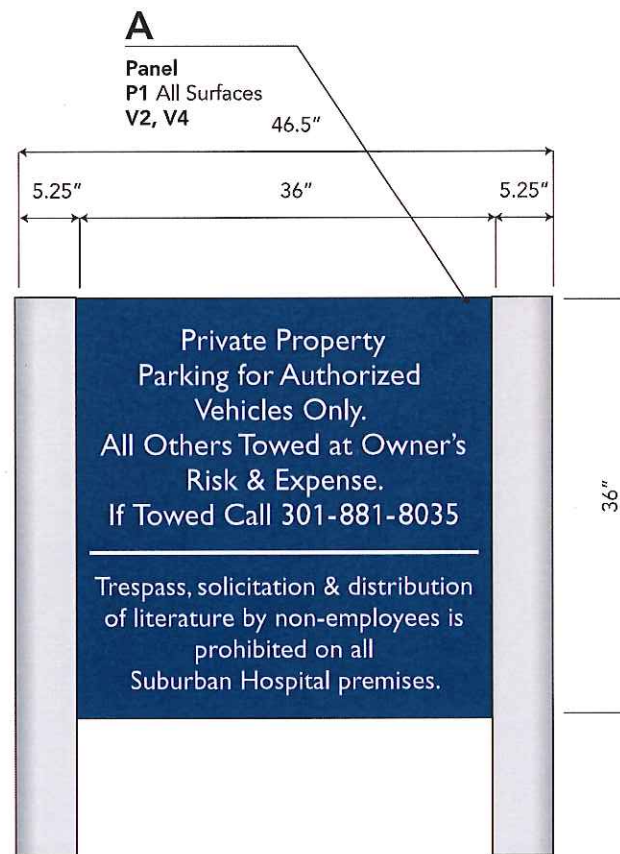 A
Panel
P1 All Surfaces
V2, V4
46.5"
5.25"
36"
5.25"
Private Property
Parking for Authorized
Vehicles Only.
All Others Towed at Owner's
Risk & Expense.
If Towed Call 301-881-8035
Trespass, solicitation & distribution
of literature by non-employees is
prohibited on all
Suburban Hospital premises.
36"